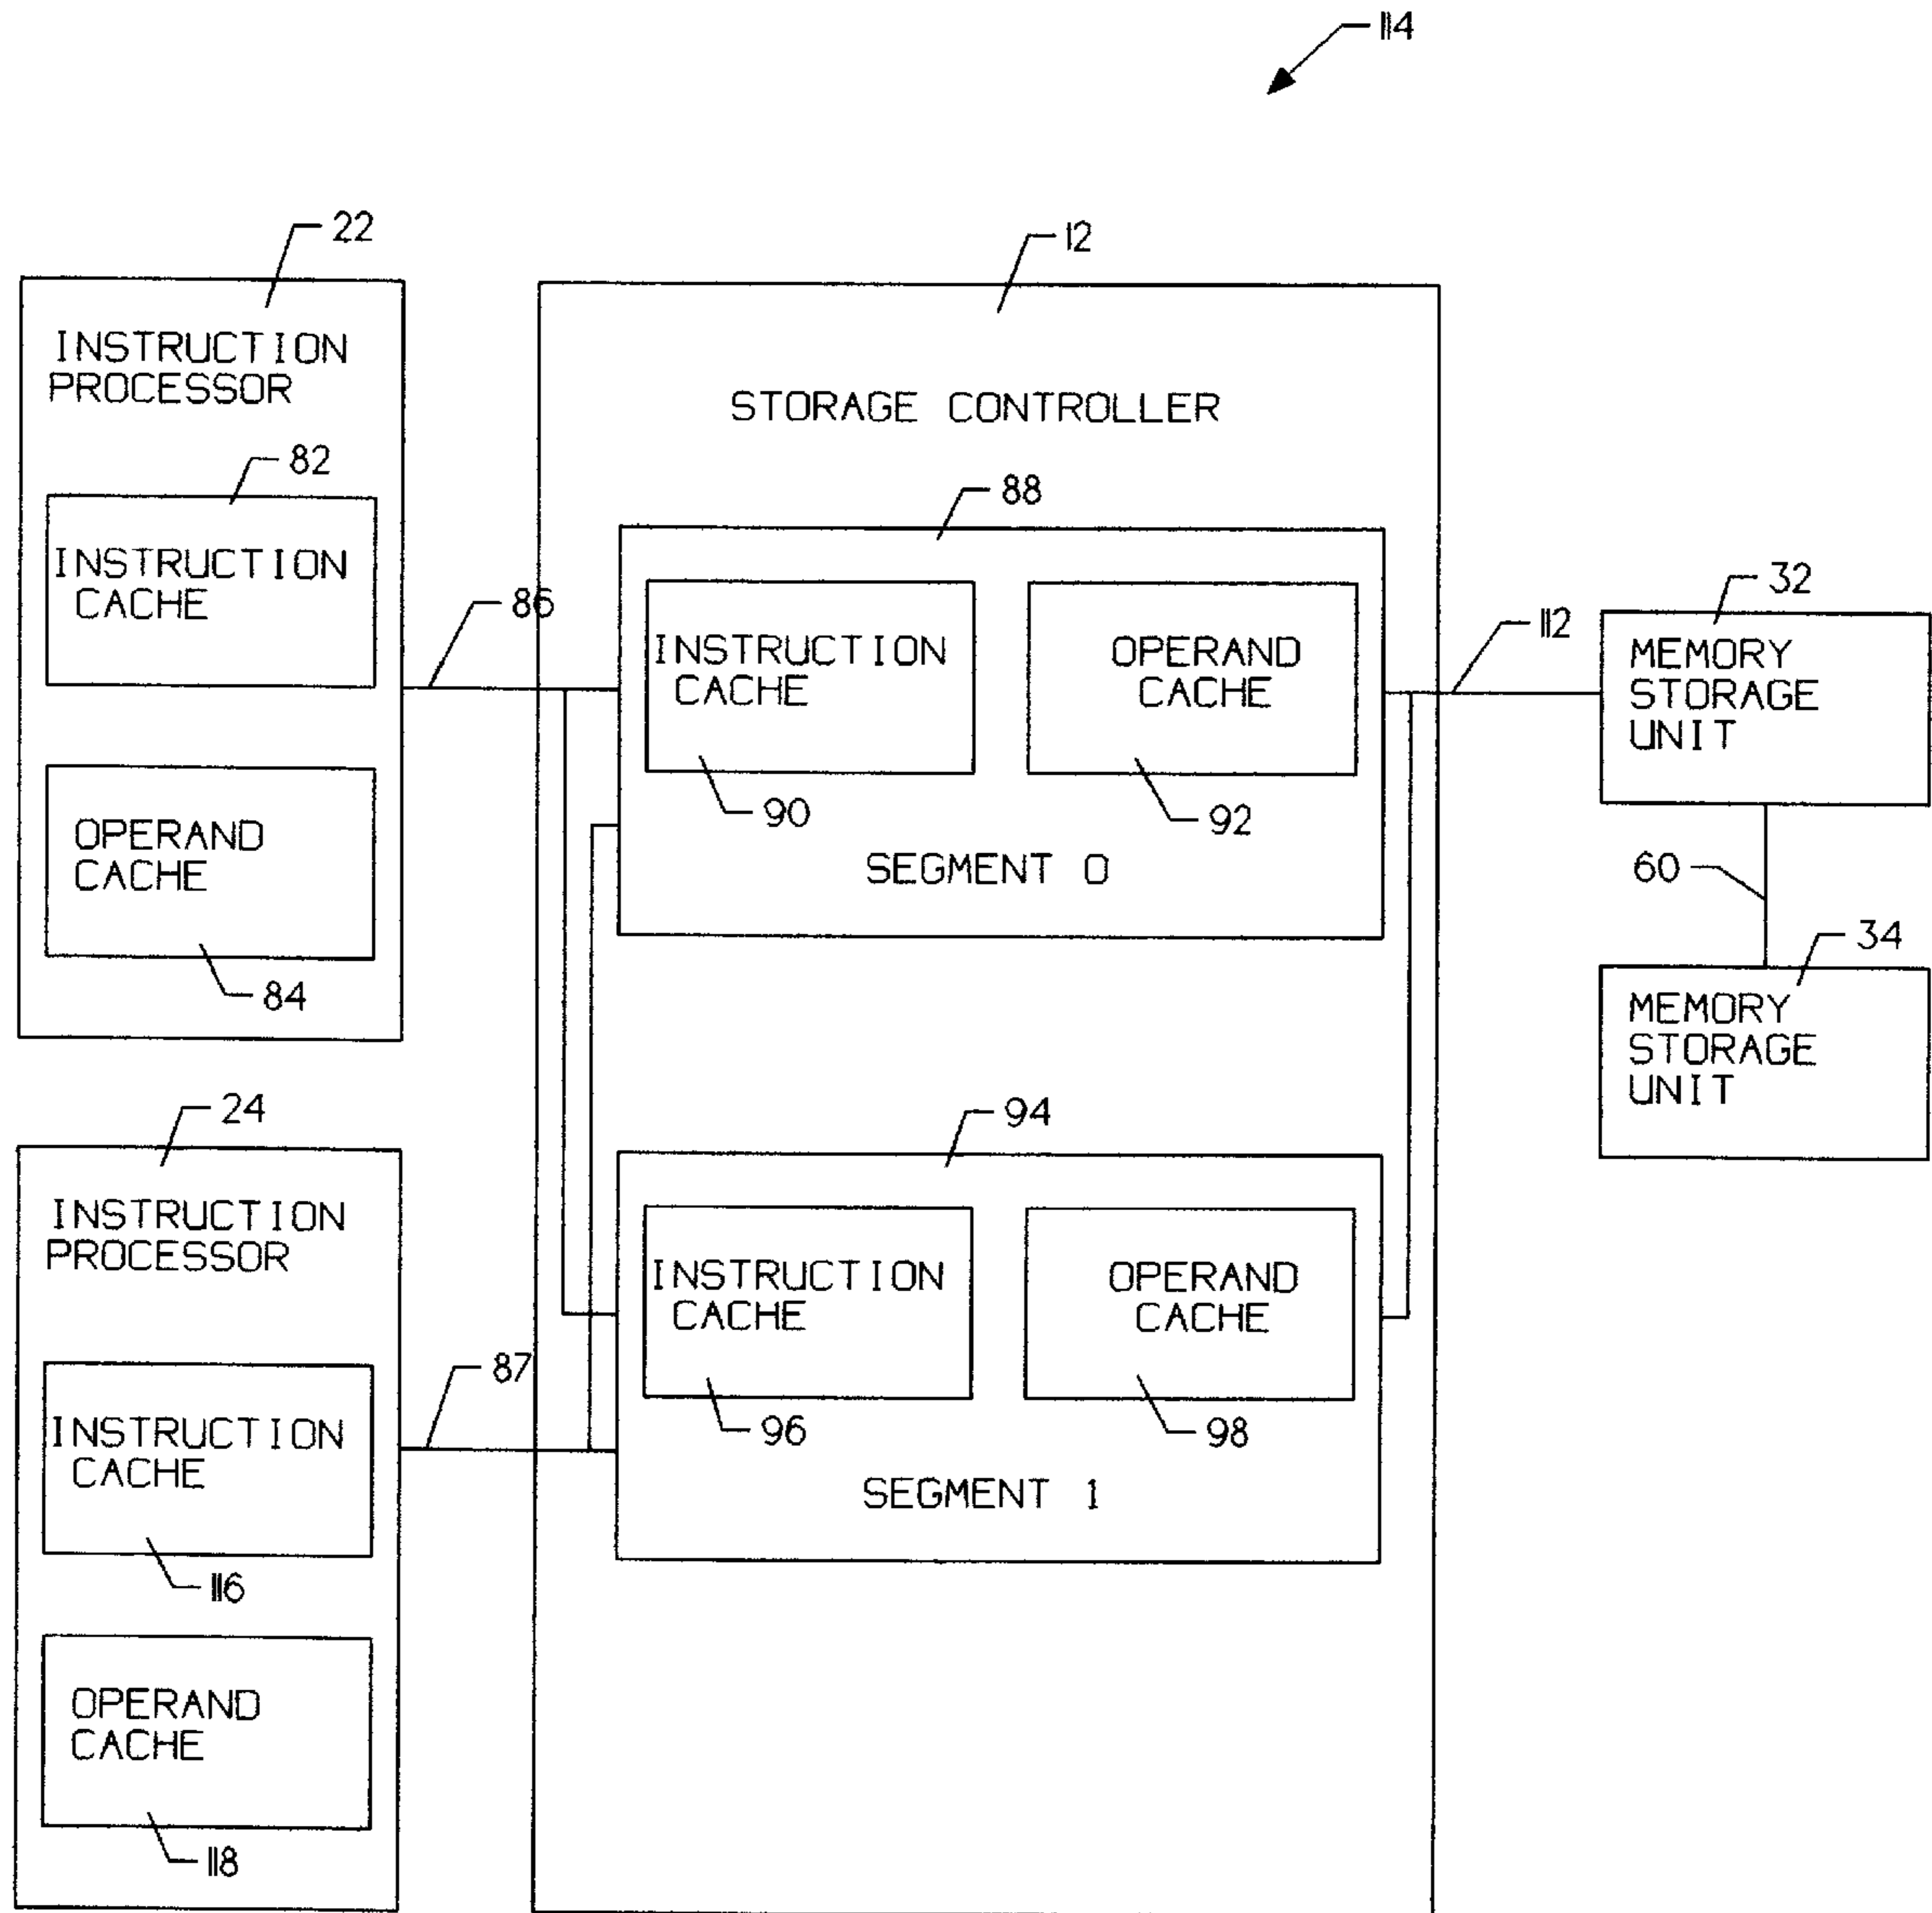 114
22
INSTRUCTION
PROCESSOR
82
INSTRUCTION
CACHE
OPERAND
CACHE
84
86
12
STORAGE CONTROLLER
88
INSTRUCTION
CACHE
90
OPERAND
CACHE
92
SEGMENT 0
112
32
MEMORY
STORAGE
UNIT
60
34
MEMORY
STORAGE
UNIT
24
INSTRUCTION
PROCESSOR
INSTRUCTION
CACHE
116
OPERAND
CACHE
118
87
94
INSTRUCTION
CACHE
96
OPERAND
CACHE
98
SEGMENT 1